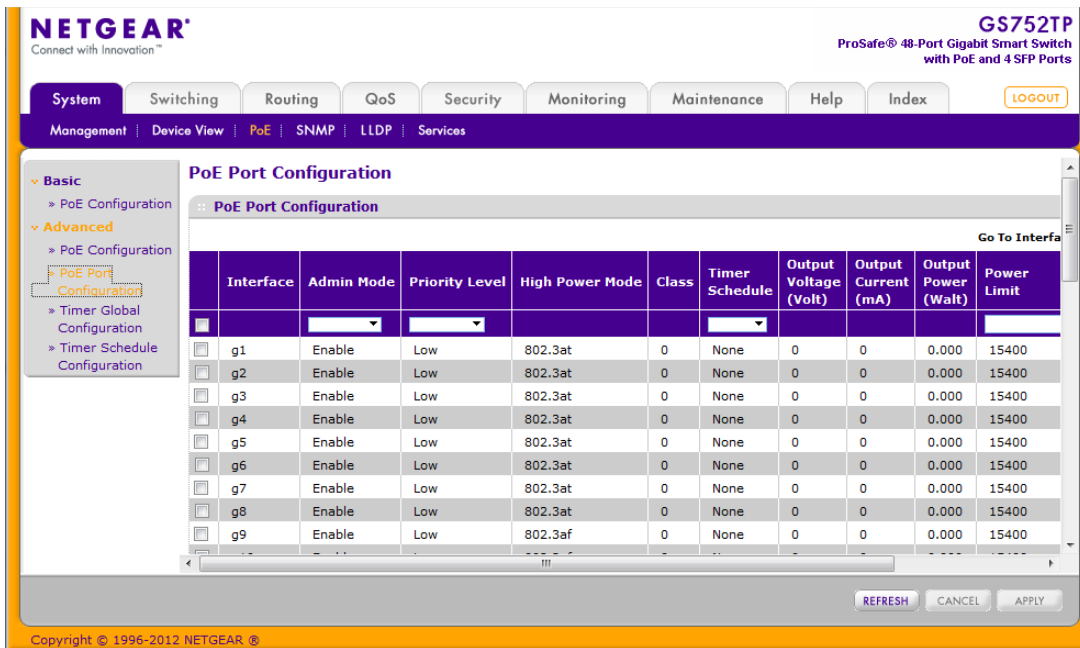 NETGEAR®
Connect with Innovation™
GS752TP
ProSafe® 48-Port Gigabit Smart Switch
with PoE and 4 SFP Ports
System Switching Routing QoS Security Monitoring Maintenance Help Index LOGOUT
Management Device View PoE SNMP LLDP Services
Basic
» PoE Configuration
Advanced
» PoE Configuration
» PoE Port
Configuration
» Timer Global
Configuration
» Timer Schedule
Configuration
PoE Port Configuration
PoE Port Configuration
Go To Interfa
Interface Admin Mode Priority Level High Power Mode Class Timer Schedule Output Voltage (Volt) Output Current (mA) Output Power (Walt) Power Limit
g1 Enable Low 802.3at 0 None 0 0 0.000 15400
g2 Enable Low 802.3at 0 None 0 0 0.000 15400
g3 Enable Low 802.3at 0 None 0 0 0.000 15400
g4 Enable Low 802.3at 0 None 0 0 0.000 15400
g5 Enable Low 802.3at 0 None 0 0 0.000 15400
g6 Enable Low 802.3at 0 None 0 0 0.000 15400
g7 Enable Low 802.3at 0 None 0 0 0.000 15400
g8 Enable Low 802.3at 0 None 0 0 0.000 15400
g9 Enable Low 802.3af 0 None 0 0 0.000 15400
REFRESH CANCEL APPLY
Copyright © 1996-2012 NETGEAR ®